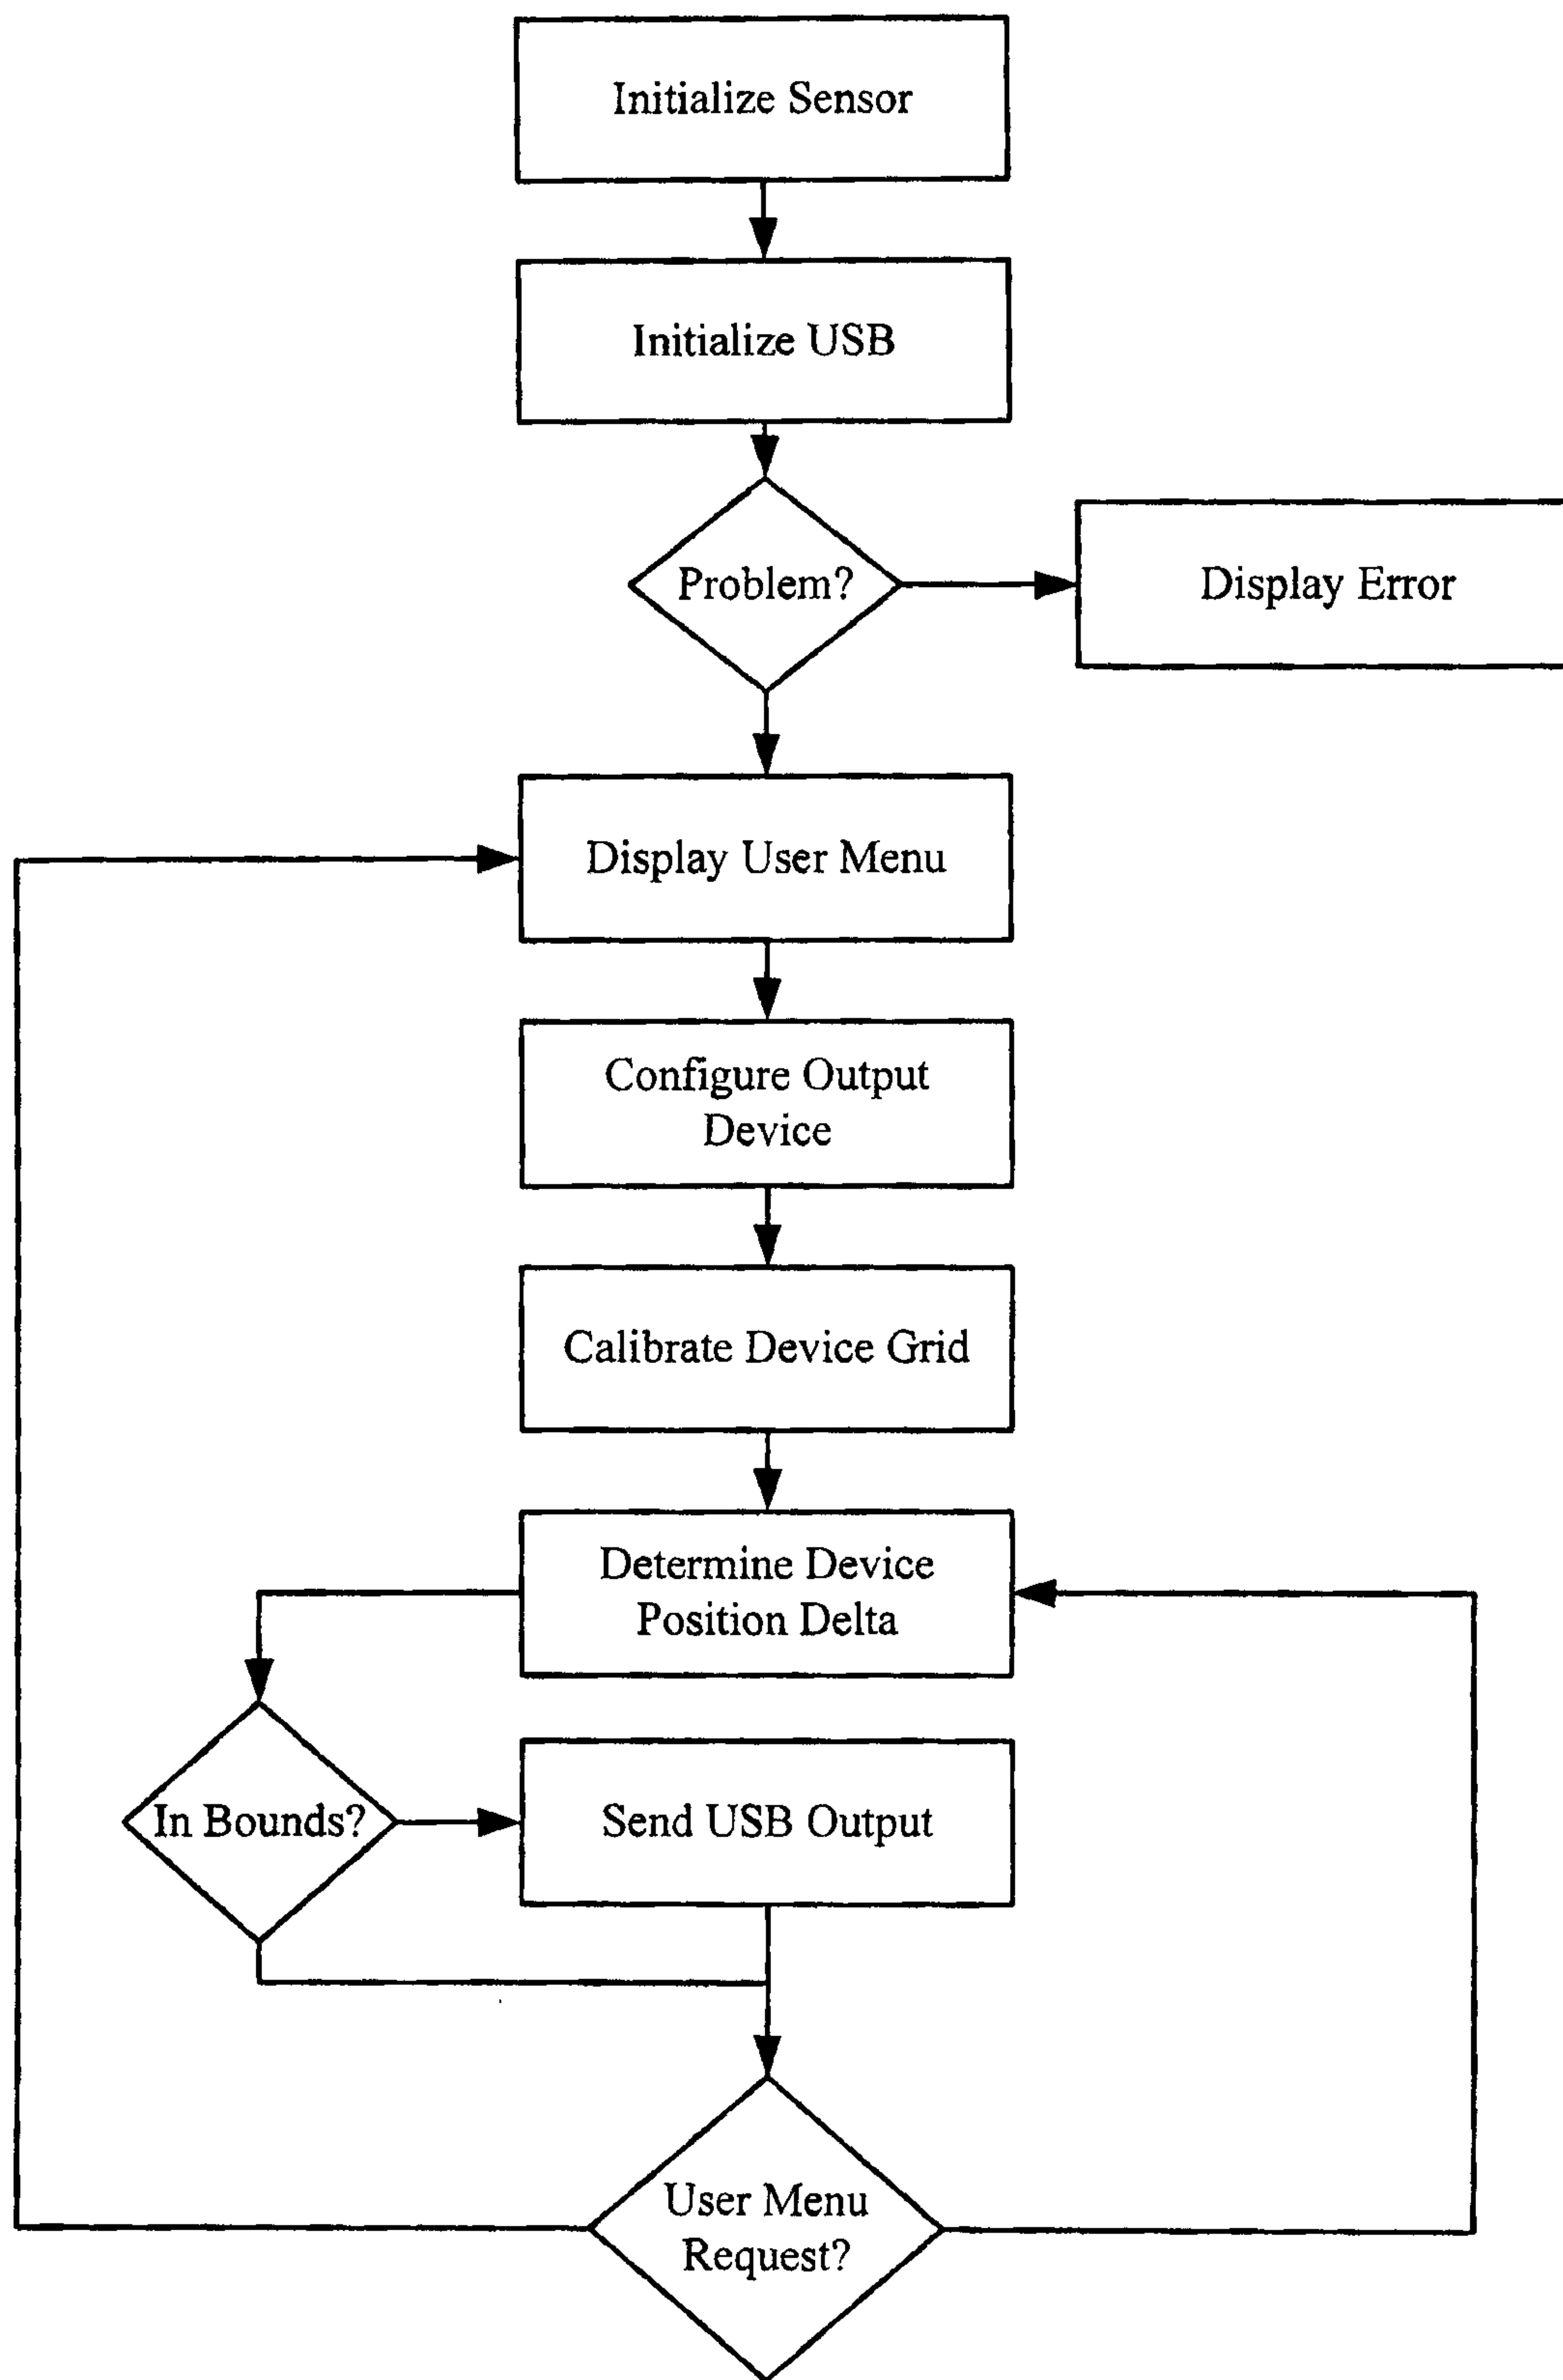 Initialize Sensor
Initialize USB
Problem?
Display Error
Display User Menu
Configure Output
Device
Calibrate Device Grid
Determine Device
Position Delta
In Bounds?
Send USB Output
User Menu
Request?